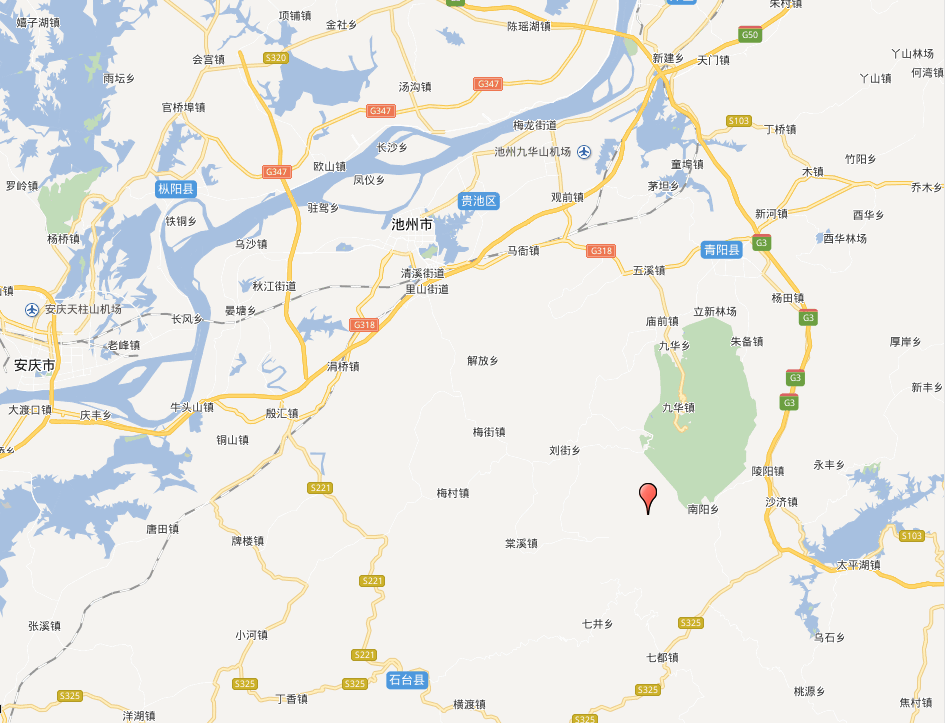 嬉子湖镇
项铺镇
金社乡
陈瑶湖镇
朱村镇
G50
会宫镇
S320
新建乡
天门镇
丫山林场
何湾镇
丫山镇
雨坛乡
汤沟镇
G347
官桥埠镇
G347
梅龙街道
S103
丁桥镇
长沙乡
池州九华山机场
竹阳乡
欧山镇
童埠镇
木镇
G347
凤仪乡
茅坦乡
罗岭镇
枞阳县
贵池区
观前镇
乔木乡
驻驾乡
铁铜乡
池州市
新河镇
酉华乡
杨桥镇
乌沙镇
马衙镇
G318
青阳县
G3
酉华林场
清溪街道
五溪镇
秋江街道
里山街道
杨田镇
安庆天柱山机场
晏塘乡
长风乡
G318
庙前镇
立新林场
G3
老峰镇
九华乡
朱备镇
厚岸乡
安庆市
涓桥镇
解放乡
G3
新丰乡
大渡口镇
庆丰乡
牛头山镇
殷汇镇
九华镇
G3
铜山镇
梅街镇
刘街乡
陵阳镇
永丰乡
S221
梅村镇
沙济镇
南阳乡
唐田镇
牌楼镇
棠溪镇
S103
太平湖镇
S221
张溪镇
小河镇
七井乡
S325
乌石乡
S221
七都镇
S325
S245
S325
石台县
S325
桃源乡
丁香镇
横渡镇
焦村镇
洋湖镇
S325